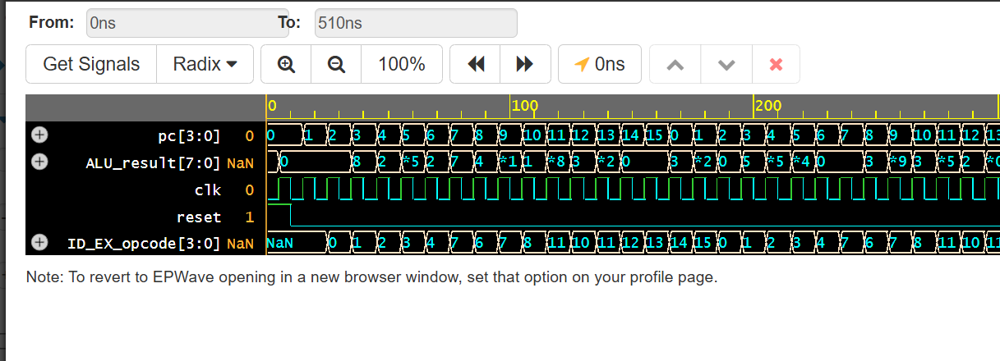 From: 0ns To: 510ns
Get Signals Radix 100% 0ns
0 100 200
pc[3:0] 0 0 1 2 3 4 5 6 7 8 9 10 11 12 13 14 15 0 1 2 3 4 5 6 7 8 9 10 11 12 13
ALU_result[7:0] NaN 0 8 2 *5 2 7 4 *1 1 *8 3 *2 0 3 *2 0 5 *5 *4 0 3 *9 3 *5 2 *0
clk 0
reset 1
ID_EX_opcode[3:0] NaN NaN 0 1 2 3 4 7 6 7 8 11 10 11 12 13 14 15 0 1 2 3 4 7 6 7 8 11 10 11
Note: To revert to EPWave opening in a new browser window, set that option on your profile page.